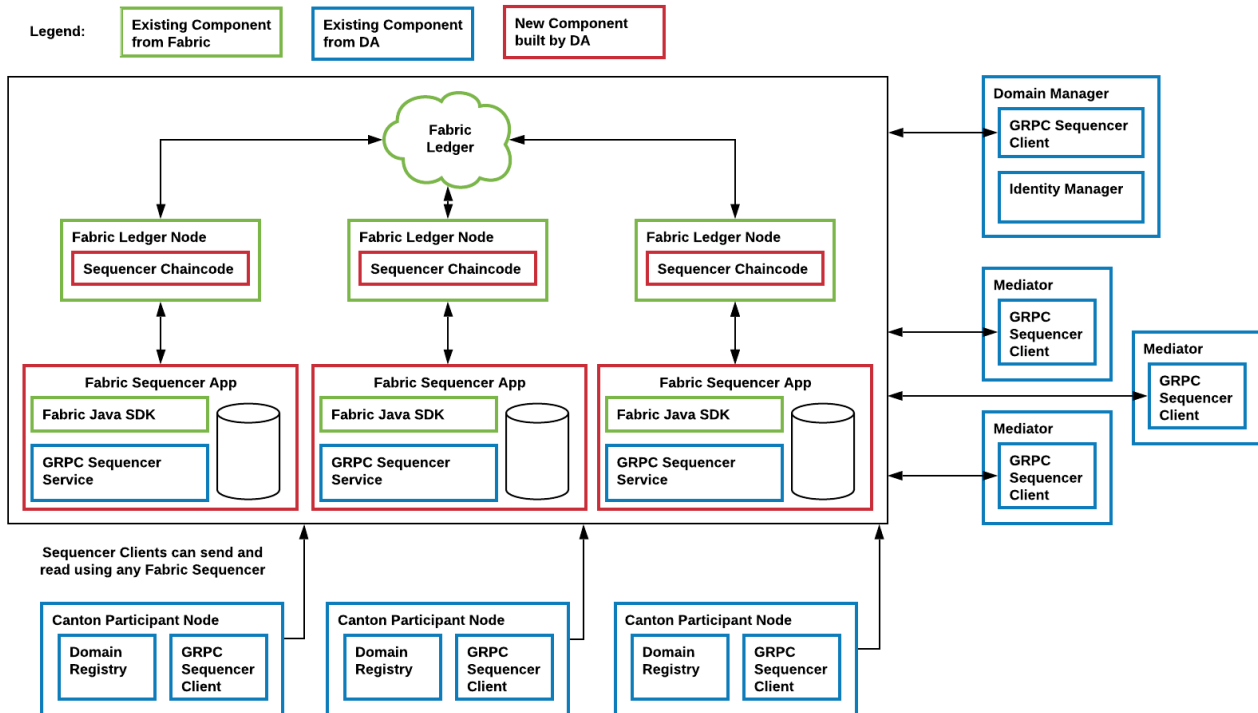 Legend:
Existing Component
from Fabric
Existing Component
from DA
New Component
built by DA
Fabric
Ledger
Fabric Ledger Node
Sequencer Chaincode
Fabric Ledger Node
Sequencer Chaincode
Fabric Ledger Node
Sequencer Chaincode
Fabric Sequencer App
Fabric Java SDK
GRPC Sequencer
Service
Fabric Sequencer App
Fabric Java SDK
GRPC Sequencer
Service
Fabric Sequencer App
Fabric Java SDK
GRPC Sequencer
Service
Domain Manager
GRPC Sequencer
Client
Identity Manager
Mediator
GRPC
Sequencer
Client
Mediator
GRPC
Sequencer
Client
Mediator
GRPC
Sequencer
Client
Sequencer Clients can send and
read using any Fabric Sequencer
Canton Participant Node
Domain
Registry
GRPC
Sequencer
Client
Canton Participant Node
Domain
Registry
GRPC
Sequencer
Client
Canton Participant Node
Domain
Registry
GRPC
Sequencer
Client